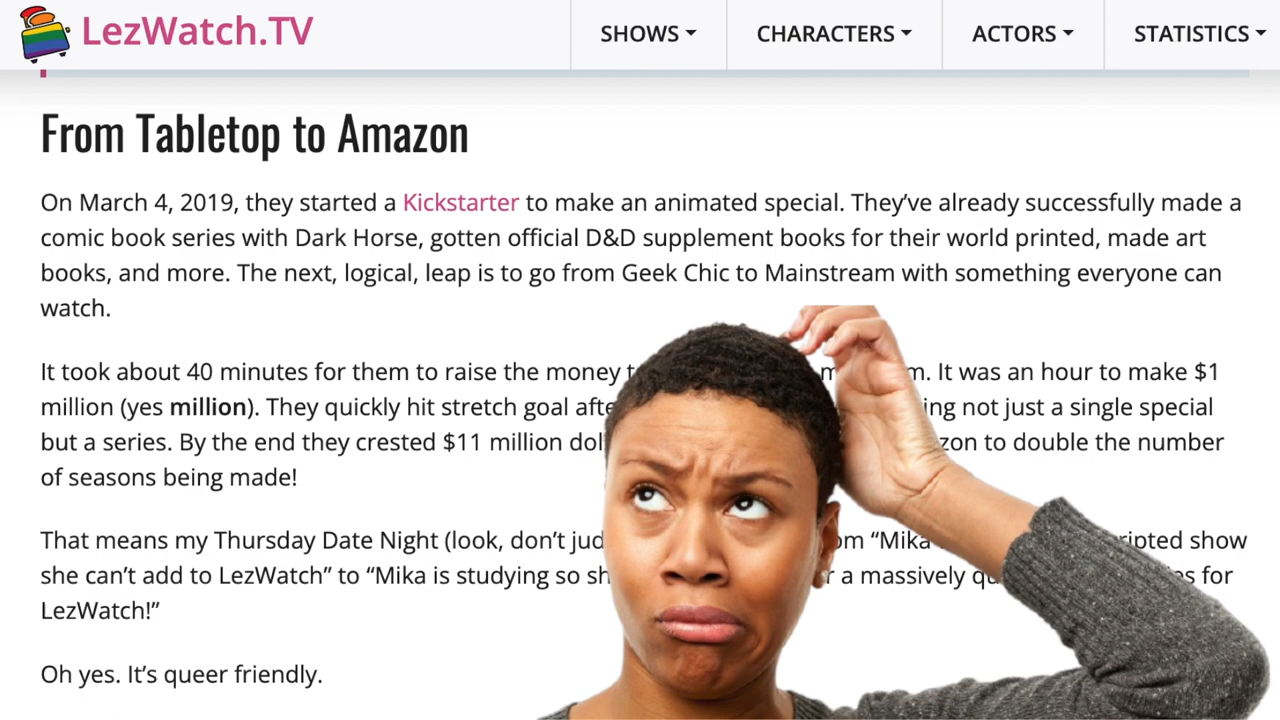 LezWatch.TV
SHOWS CHARACTERS ACTORS STATISTICS
From Tabletop to Amazon
On March 4, 2019, they started a Kickstarter to make an animated special. They’ve already successfully made a
comic book series with Dark Horse, gotten official D&D supplement books for their world printed, made art
books, and more. The next, logical, leap is to go from Geek Chic to Mainstream with something everyone can
watch.
It took about 40 minutes for them to raise the money It was an hour to make $1
million (yes million). They quickly hit stretch goal not just a single special
but a series. By the end they crested $11 million to double the number
of seasons being made!
That means my Thursday Date Night (look, don’t “Mika show
she can’t add to LezWatch” to “Mika is studying so a massively for
LezWatch!”
Oh yes. It’s queer friendly.